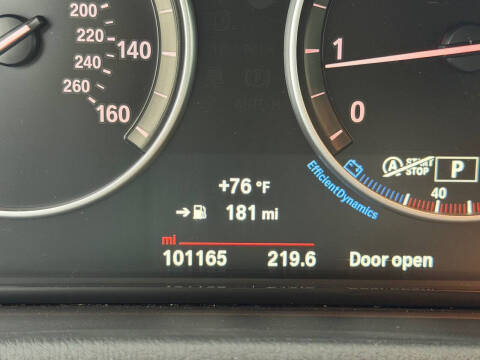 200
220
240
260
140
160
1
0
EfficientDynamics
A START STOP
P
40
+76 °F
181 mi
mi
101165 219.6 Door open